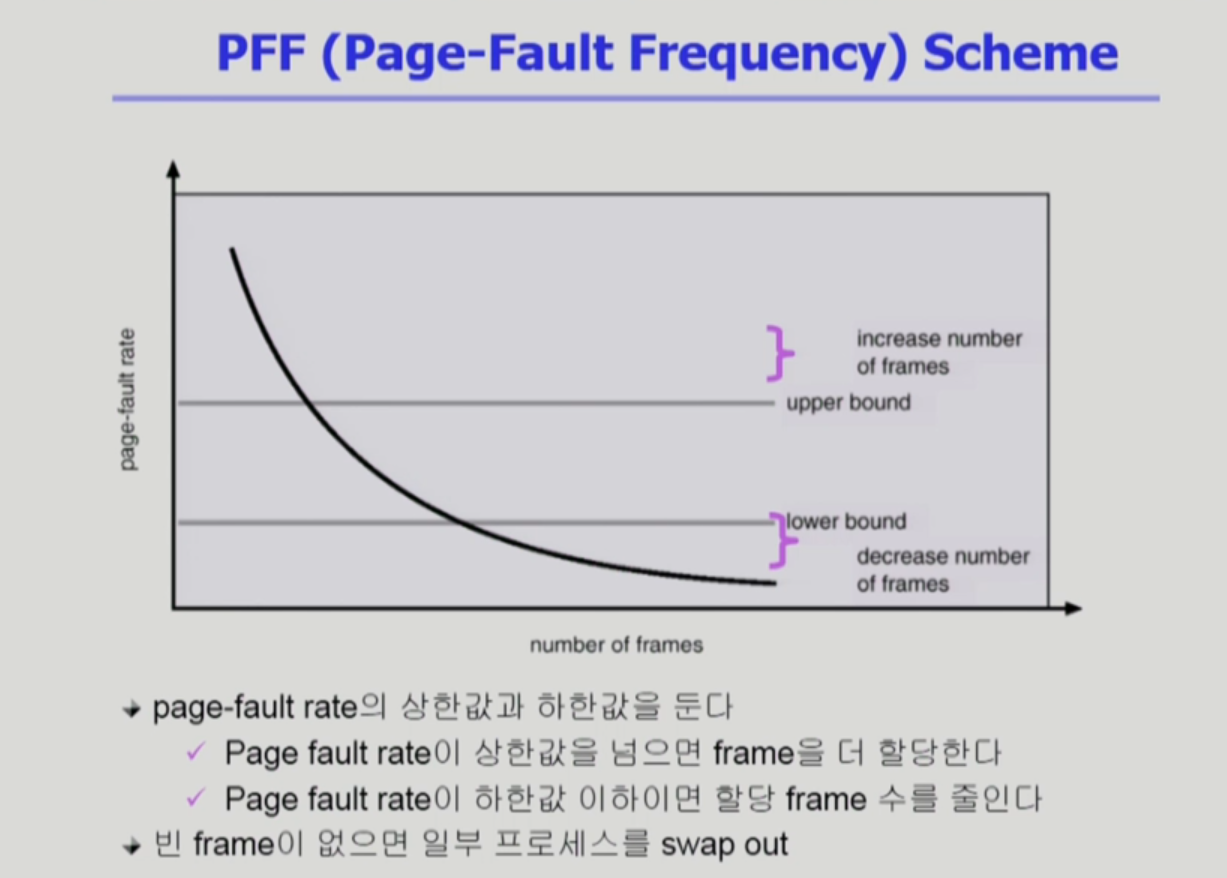 PFF (Page-Fault Frequency) Scheme
increase number
of frames
upper bound
page-fault rate
lower bound
decrease number
of frames
number of frames
page-fault rate의 상한값과 하한값을 둔다
Page fault rate이 상한값을 넘으면 frame을 더 할당한다
Page fault rate이 하한값 이하이면 할당 frame 수를 줄인다
빈 frame이 없으면 일부 프로세스를 swap out